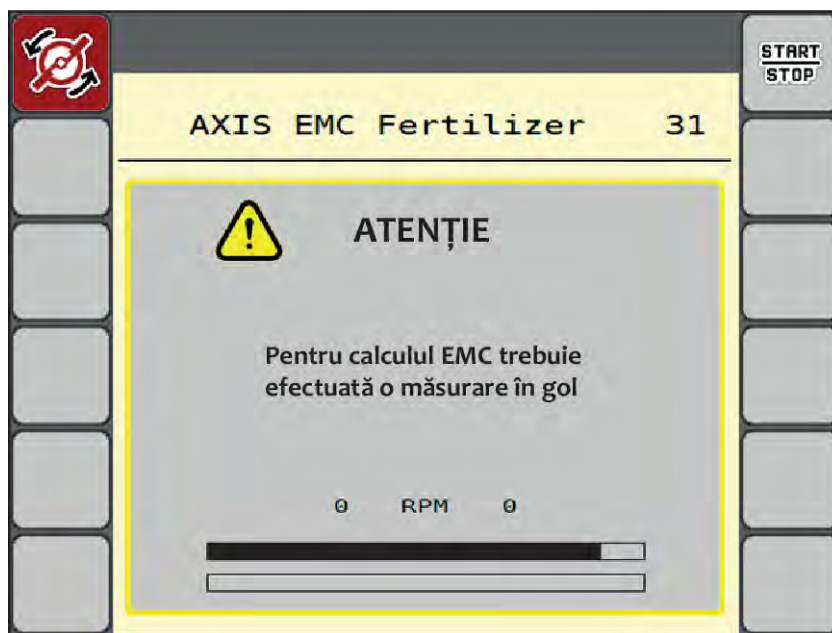 START
STOP
AXIS EMC Fertilizer 31
ATENȚIE
Pentru calculul EMC trebuie
efectuată o măsurare în gol
0 RPM 0